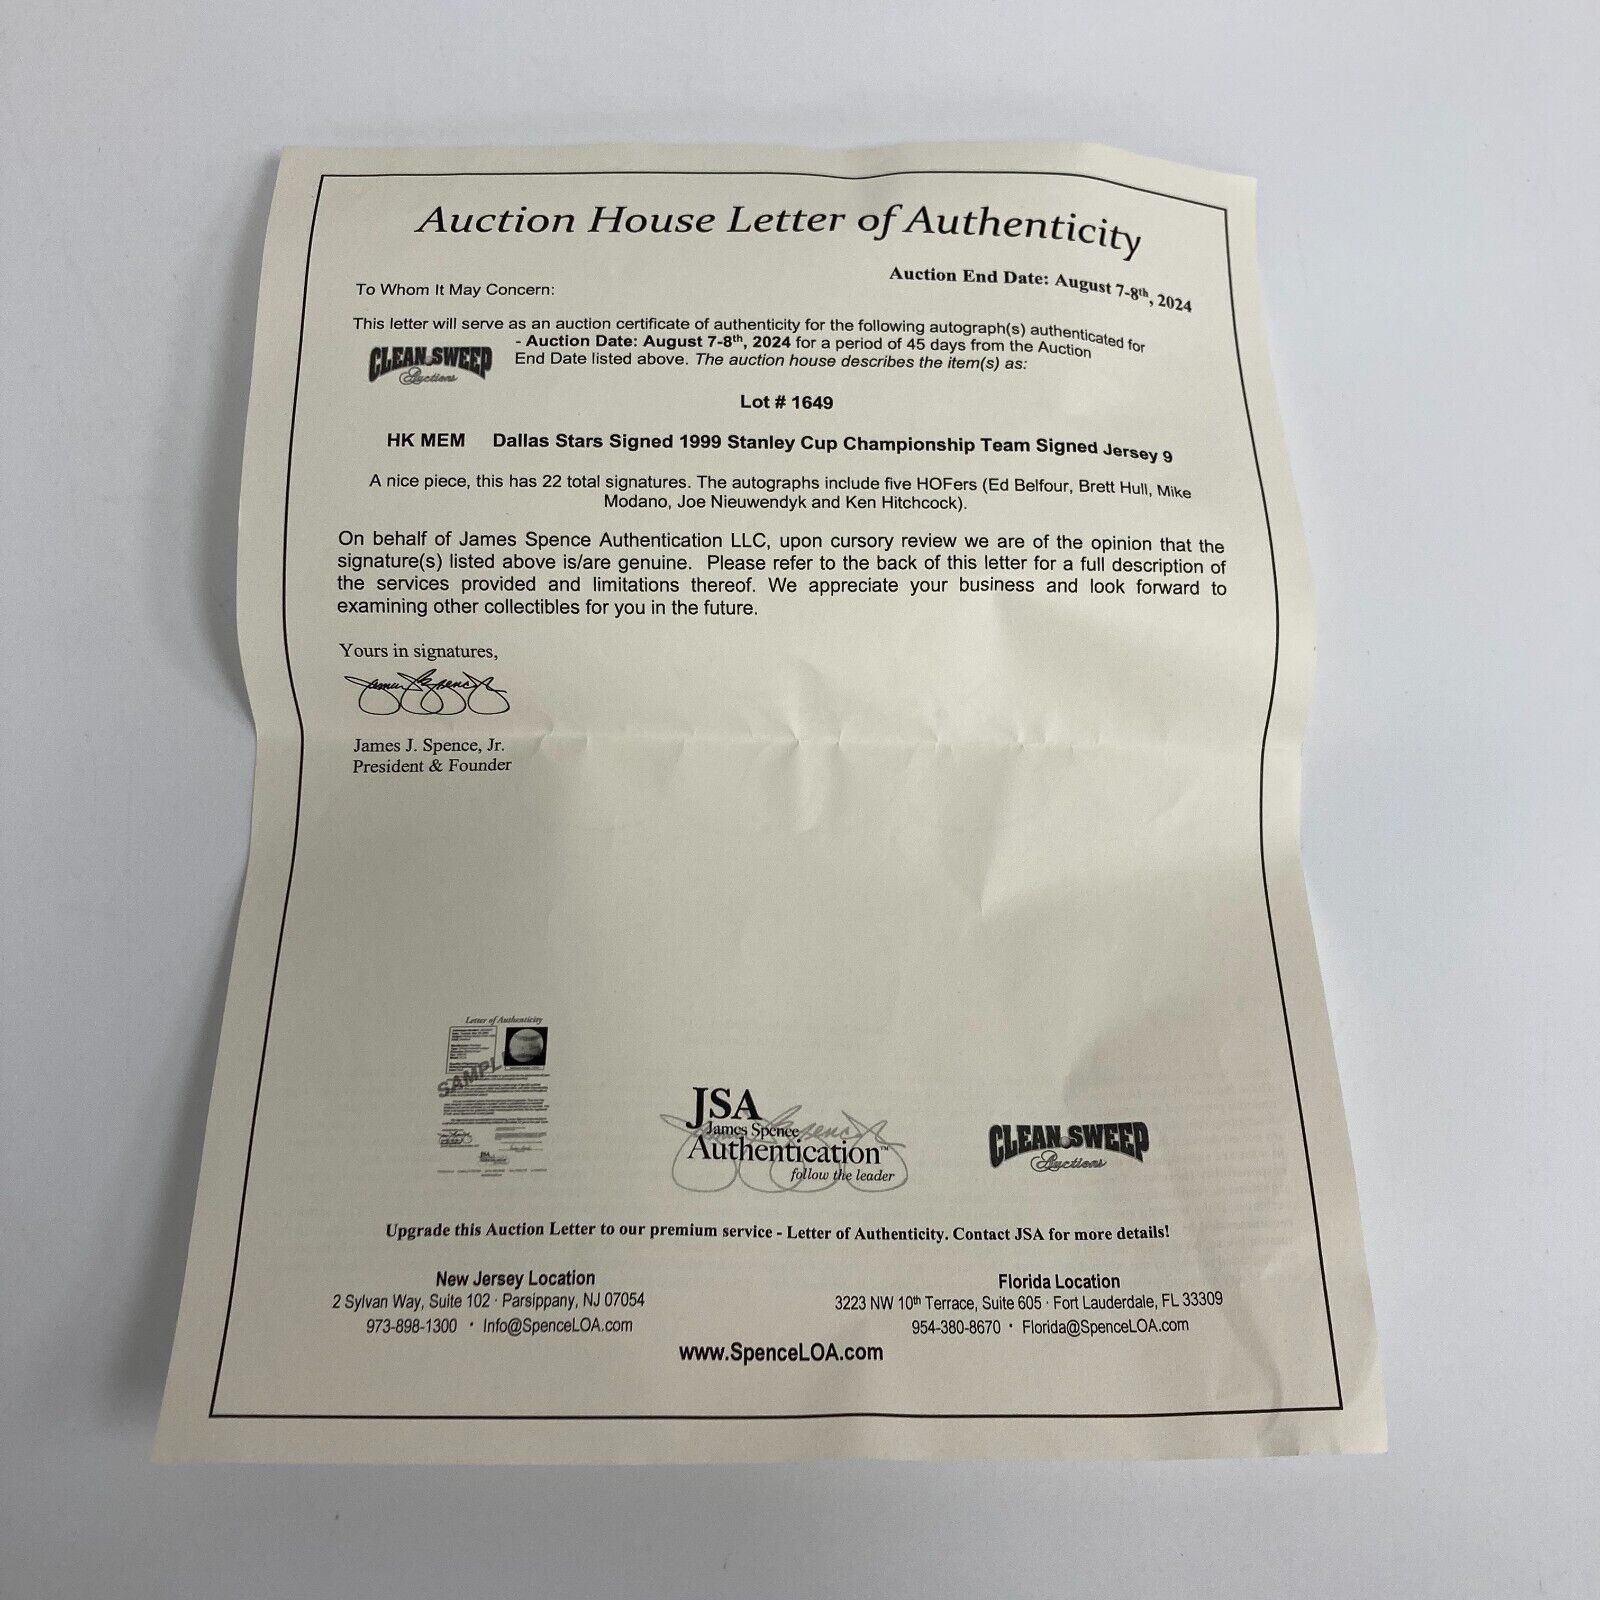 Auction House Letter of Authenticity
Auction End Date: August 7-8th, 2024
To Whom It May Concern:
This letter will serve as an auction certificate of authenticity for the following autograph(s) authenticated for
CLEAN SWEEP Auctions - Auction Date: August 7-8th, 2024 for a period of 45 days from the Auction
End Date listed above. The auction house describes the item(s) as:
Lot # 1649
HK MEM Dallas Stars Signed 1999 Stanley Cup Championship Team Signed Jersey 9
A nice piece, this has 22 total signatures. The autographs include five HOFers (Ed Belfour, Brett Hull, Mike
Modano, Joe Nieuwendyk and Ken Hitchcock).
On behalf of James Spence Authentication LLC, upon cursory review we are of the opinion that the
signature(s) listed above is/are genuine. Please refer to the back of this letter for a full description of
the services provided and limitations thereof. We appreciate your business and look forward to
examining other collectibles for you in the future.
Yours in signatures,
James J. Spence, Jr.
President & Founder
Letter of Authenticity
SAMPLE
JSA
James Spence
Authentication™
follow the leader
CLEAN SWEEP
Auctions
Upgrade this Auction Letter to our premium service - Letter of Authenticity. Contact JSA for more details!
New Jersey Location
2 Sylvan Way, Suite 102 · Parsippany, NJ 07054
973-898-1300 · Info@SpenceLOA.com
Florida Location
3223 NW 10th Terrace, Suite 605 · Fort Lauderdale, FL 33309
954-380-8670 · Florida@SpenceLOA.com
www.SpenceLOA.com